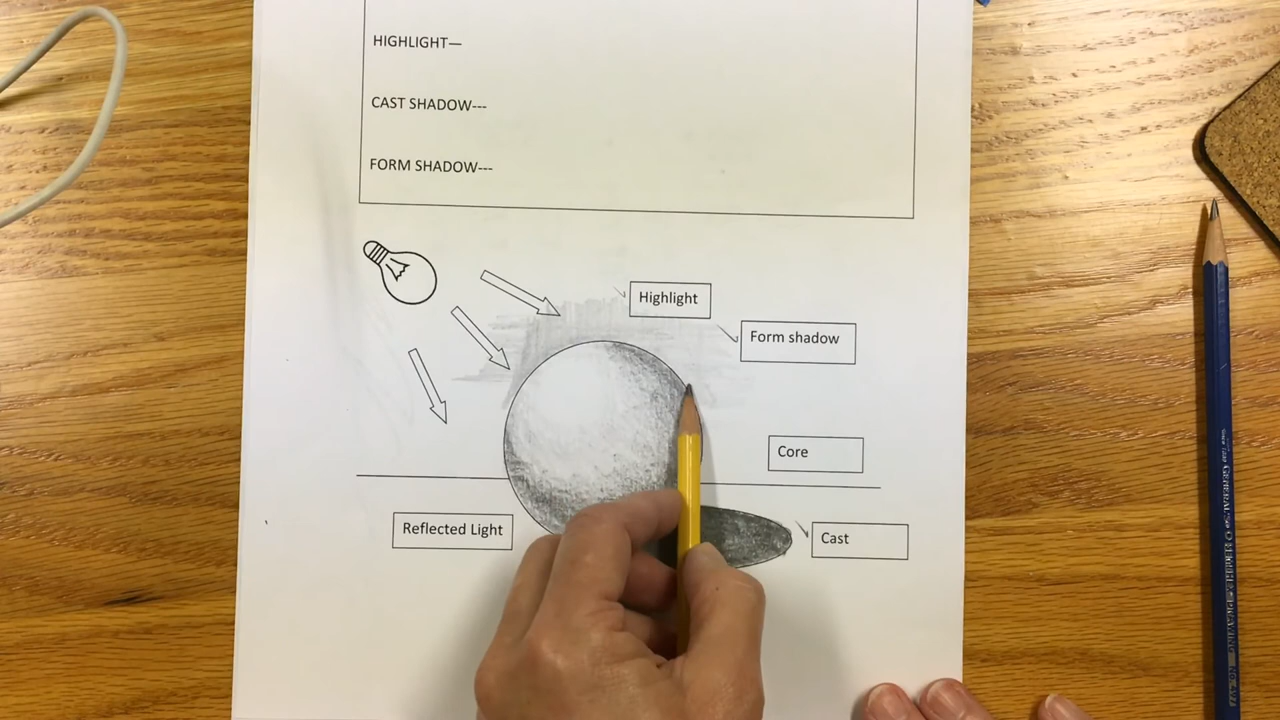 HIGHLIGHT—
CAST SHADOW---
FORM SHADOW---
Highlight
Form shadow
Core
Reflected Light
Cast